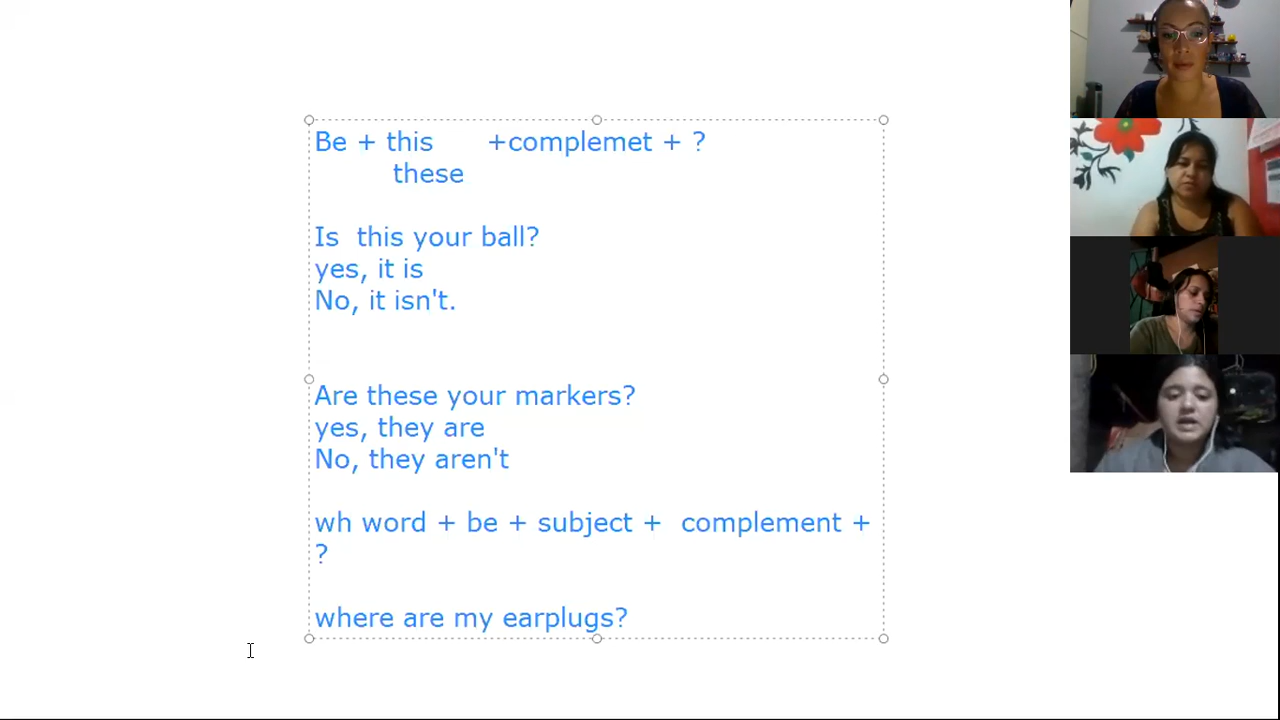 Be + this +complemet + ?
these
Is this your ball?
yes, it is
No, it isn't.
Are these your markers?
yes, they are
No, they aren't
wh word + be + subject + complement +
?
where are my earplugs?